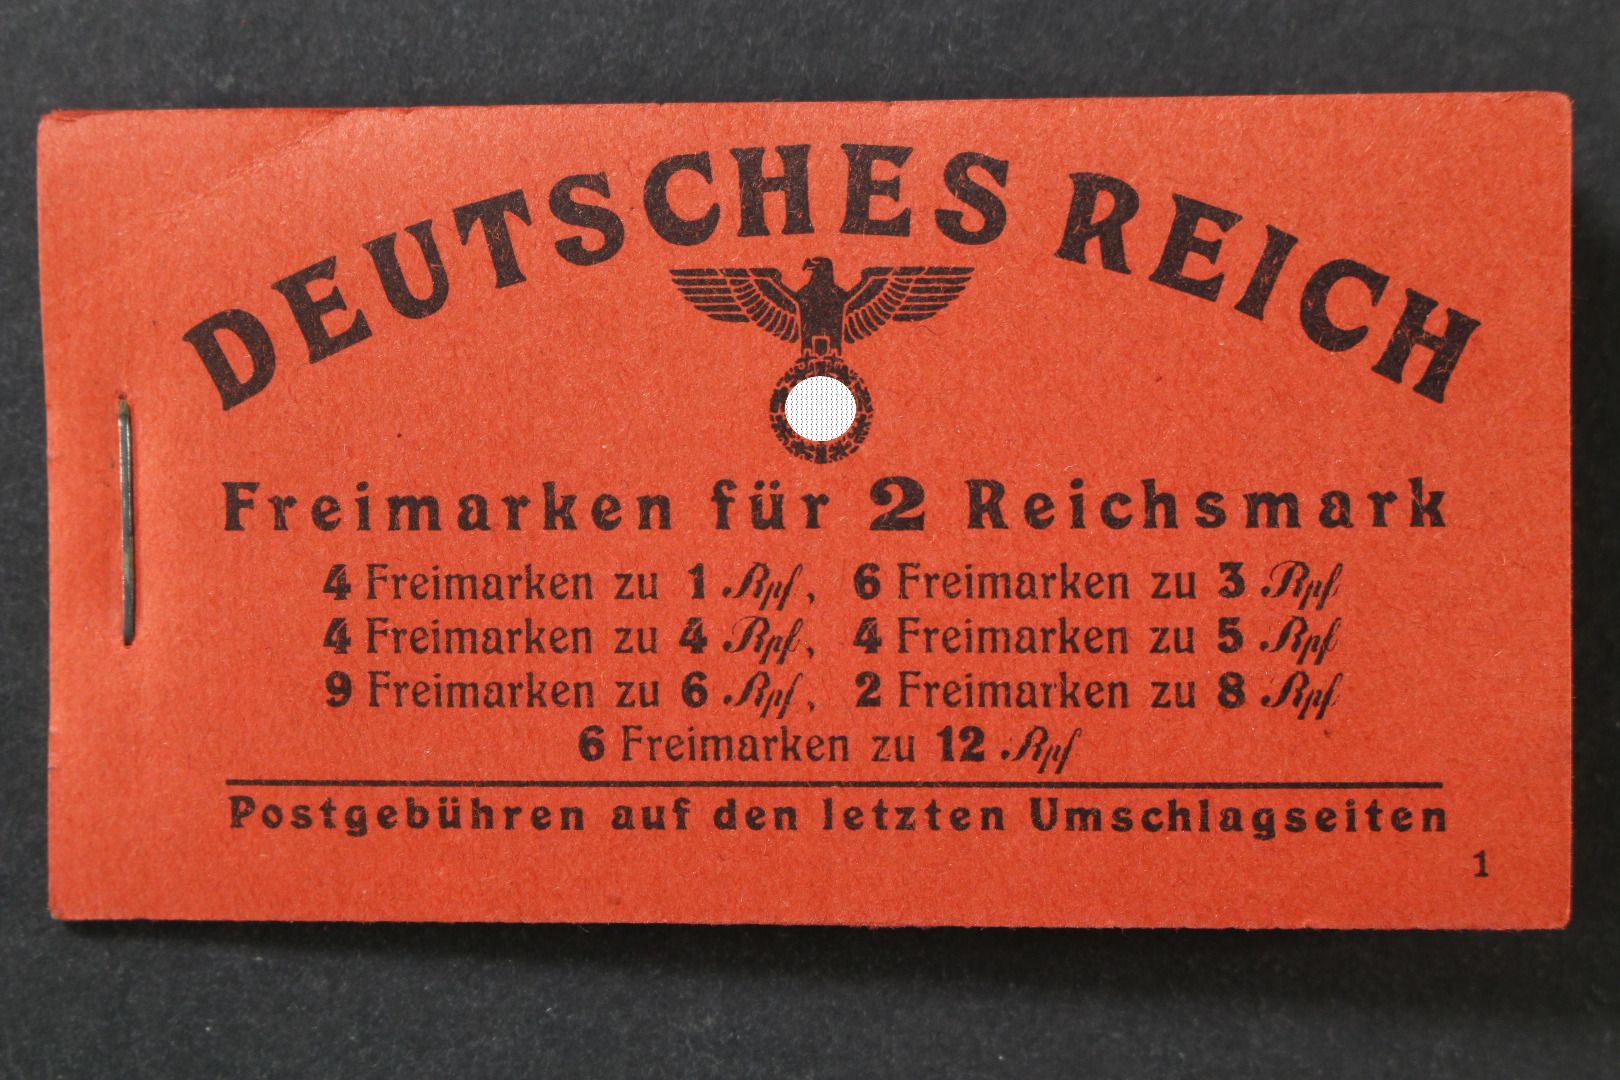 DEUTSCHES REICH
Freimarken für 2 Reichsmark
4 Freimarken zu 1 Rpf, 6 Freimarken zu 3 Rpf
4 Freimarken zu 4 Rpf, 4 Freimarken zu 5 Rpf
9 Freimarken zu 6 Rpf, 2 Freimarken zu 8 Rpf
6 Freimarken zu 12 Rpf
Postgebühren auf den letzten Umschlagseiten
1